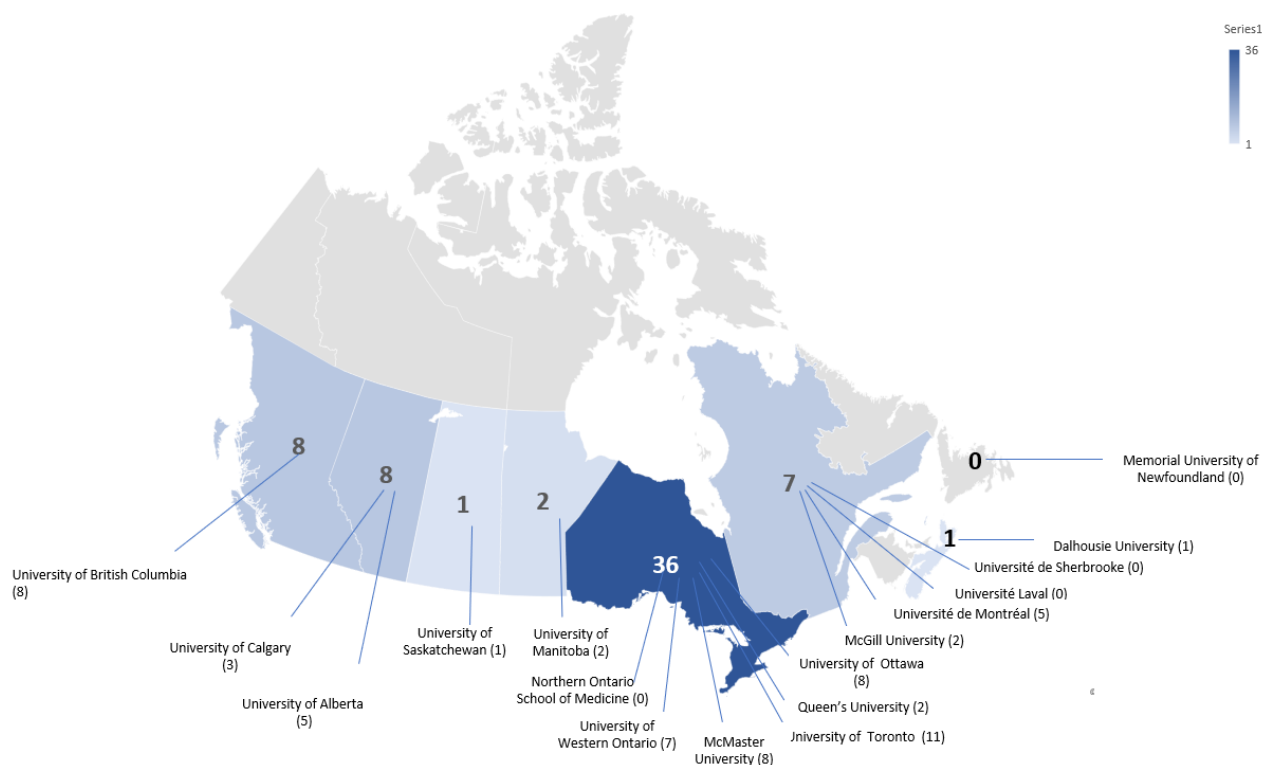 Series1
36
1
8
8
1
2
36
7
0
1
Memorial University of
Newfoundland (0)
Dalhousie University (1)
Université de Sherbrooke (0)
Université Laval (0)
Université de Montréal (5)
McGill University (2)
University of Ottawa
(8)
Queen's University (2)
University of Toronto (11)
McMaster
University (8)
University of
Western Ontario (7)
Northern Ontario
School of Medicine (0)
University of
Manitoba (2)
University of
Saskatchewan (1)
University of Alberta
(5)
University of Calgary
(3)
University of British Columbia
(8)